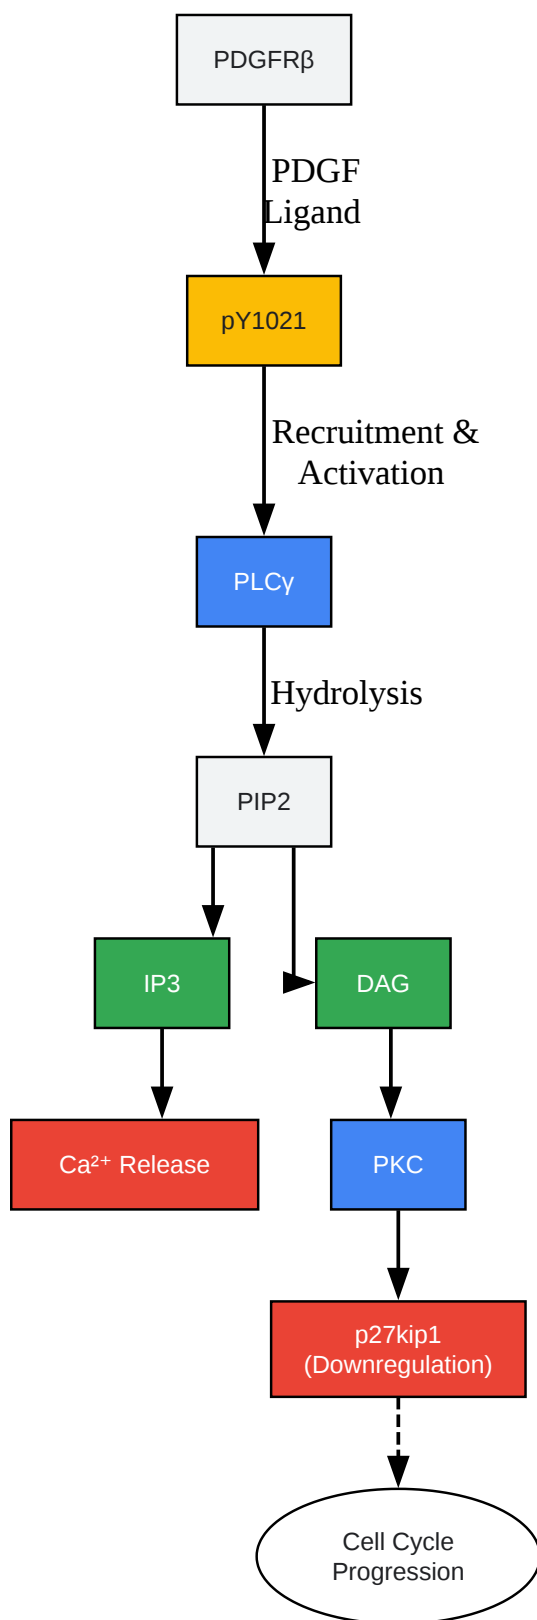 PDGFRβ
PDGF
Ligand
pY1021
Recruitment &
Activation
PLCγ
Hydrolysis
PIP2
IP3
DAG
Ca²⁺ Release
PKC
p27kip1
(Downregulation)
Cell Cycle
Progression